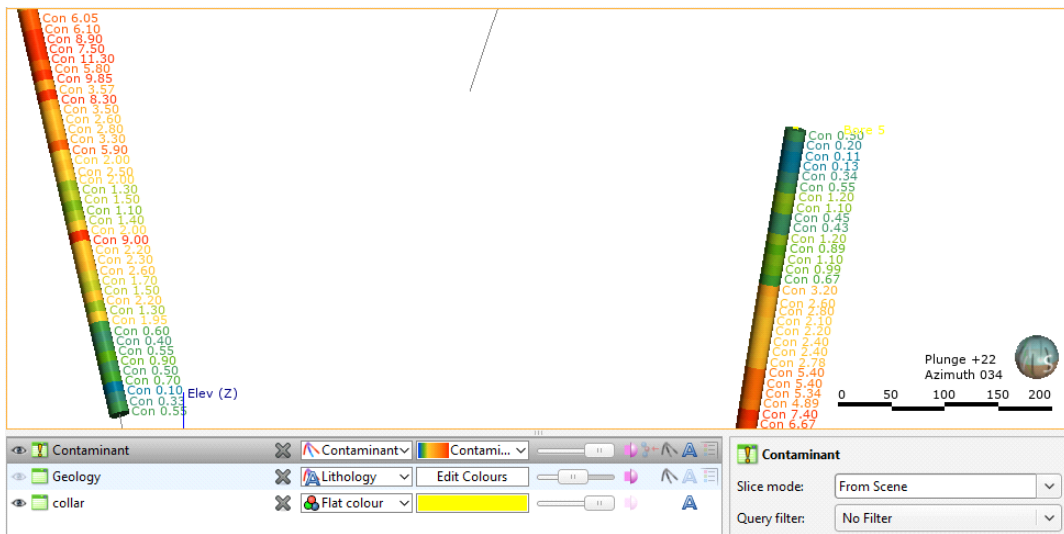 Con 6.05
Con 6.10
Con 8.90
Con 7.50
Con 11.30
Con 5.80
Con 9.85
Con 3.57
Con 8.30
Con 3.50
Con 2.60
Con 2.80
Con 3.30
Con 5.90
Con 2.00
Con 2.50
Con 2.00
Con 1.30
Con 1.50
Con 1.10
Con 1.40
Con 2.00
Con 9.00
Con 2.20
Con 2.30
Con 2.60
Con 1.70
Con 1.50
Con 2.20
Con 1.30
Con 1.95
Con 0.60
Con 0.40
Con 0.55
Con 0.90
Con 0.50
Con 0.70
Con 0.10
Con 0.33
Con 0.55
Elev (Z)
Bore 5
Con 0.50
Con 0.20
Con 0.11
Con 0.13
Con 0.34
Con 0.55
Con 1.20
Con 1.10
Con 0.45
Con 0.43
Con 1.20
Con 0.89
Con 1.10
Con 0.99
Con 0.67
Con 3.20
Con 2.60
Con 2.80
Con 2.10
Con 2.20
Con 2.40
Con 2.40
Con 2.78
Con 5.40
Con 5.40
Con 5.34
Con 4.89
Con 7.40
Con 6.67
Plunge +22
Azimuth 034
S
0 50 100 150 200
Contaminant Contaminant Contami...
Geology Lithology Edit Colours
collar Flat colour
Contaminant
Slice mode: From Scene
Query filter: No Filter